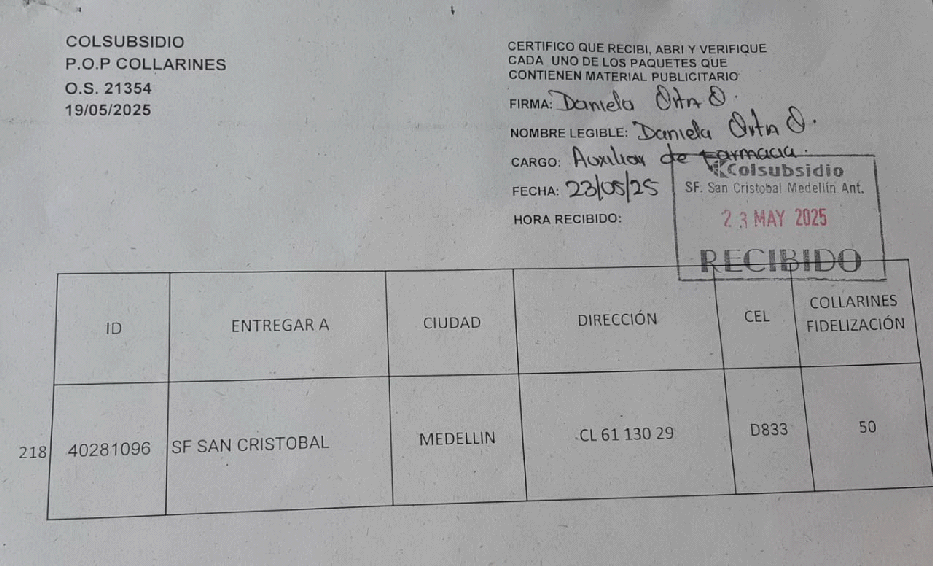 COLSUBSIDIO
P.O.P COLLARINES
O.S. 21354
19/05/2025
CERTIFICO QUE RECIBI, ABRI Y VERIFIQUE
CADA UNO DE LOS PAQUETES QUE
CONTIENEN MATERIAL PUBLICITARIO
FIRMA: Daniela
NOMBRE LEGIBLE: Daniela
CARGO: Auxiliar de Farmacia.
FECHA: 23/05/25
HORA RECIBIDO:
Colsubsidio
SF. San Cristobal Medellín Ant.
23 MAY 2025
RECIBIDO
ID ENTREGAR A CIUDAD DIRECCIÓN CEL COLLARINES
FIDELIZACIÓN
218 40281096 SF SAN CRISTOBAL MEDELLIN CL 61 130 29 D833 50